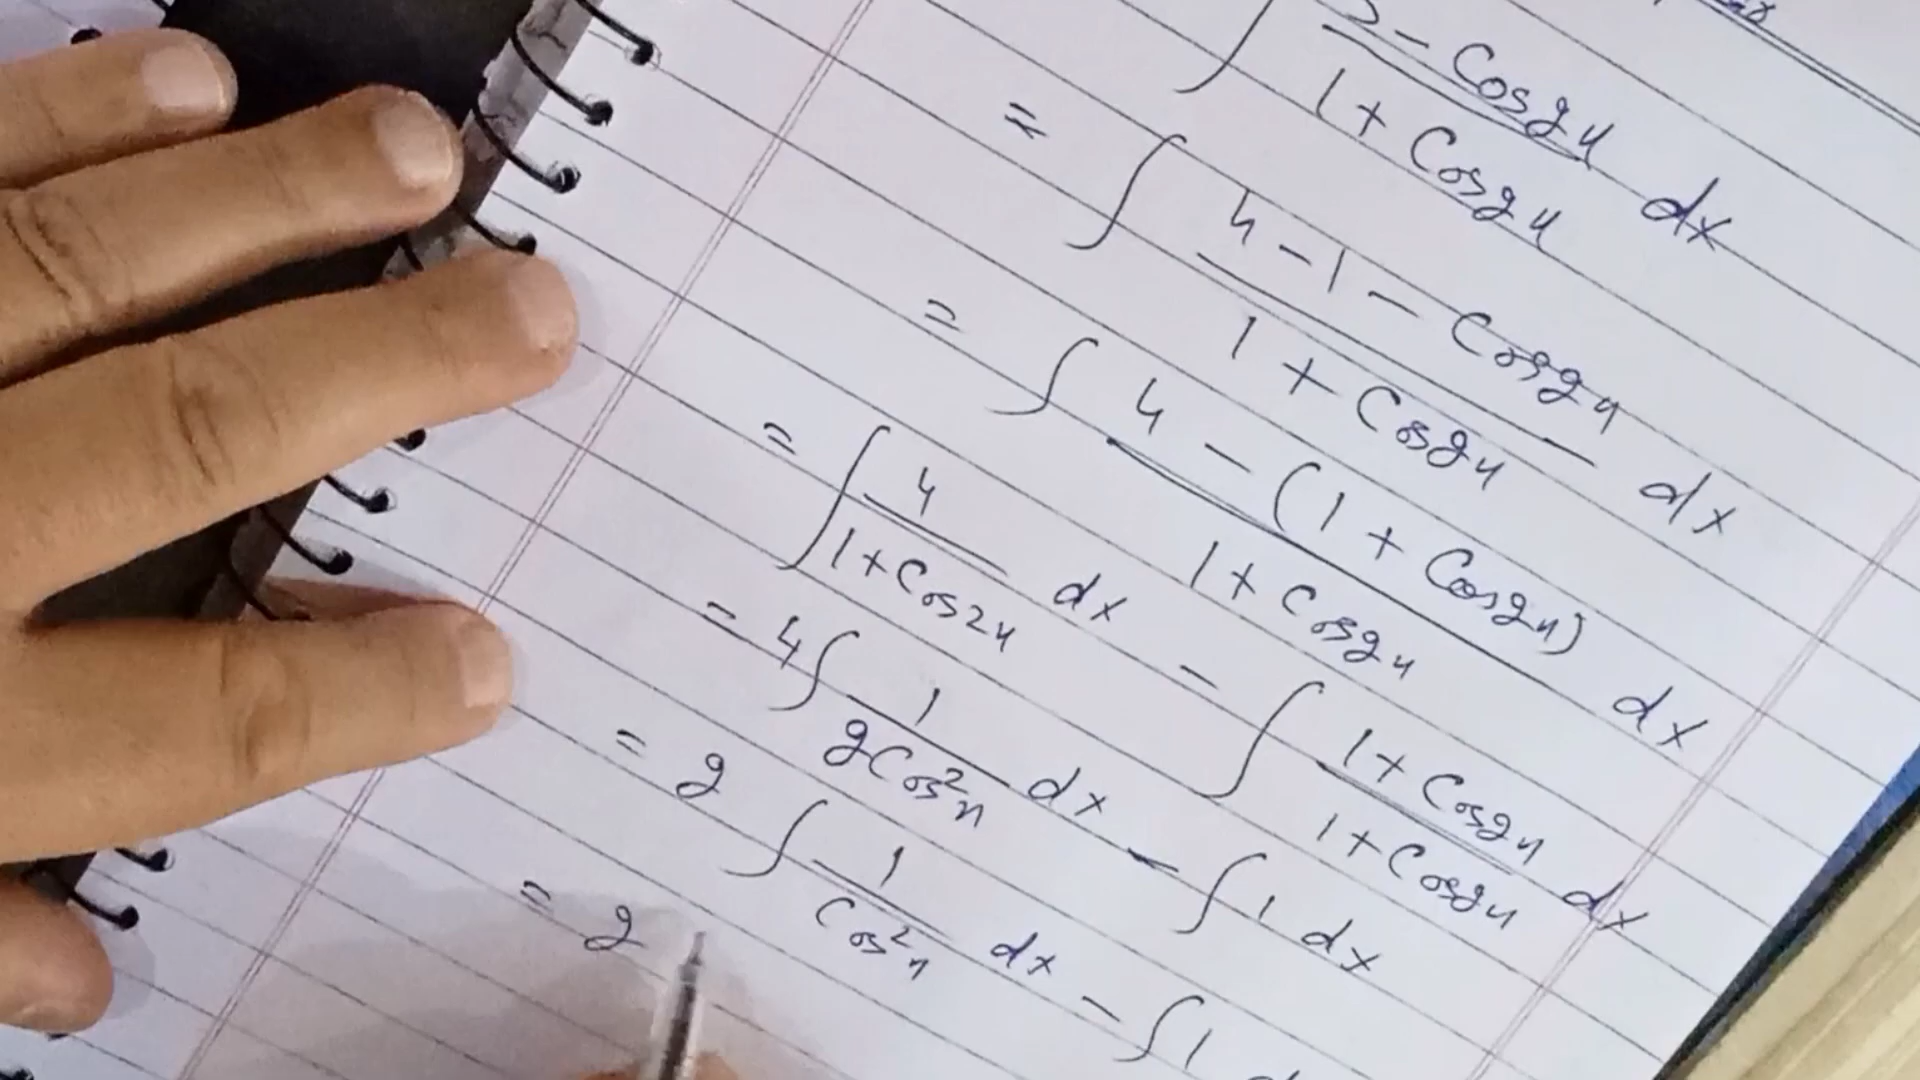 ∫ 3 - Cos2x / 1 + Cos2x dx
= ∫ 4 - 1 - Cos2x / 1 + Cos2x dx
= ∫ 4 - (1 + Cos2x) / 1 + Cos2x dx
= ∫ 4 / 1 + Cos2x dx - ∫ 1 + Cos2x / 1 + Cos2x dx
= 4 ∫ 1 / 2Cos²x dx - ∫ 1 dx
= 2 ∫ 1 / Cos²x dx - ∫ 1 d
= 2